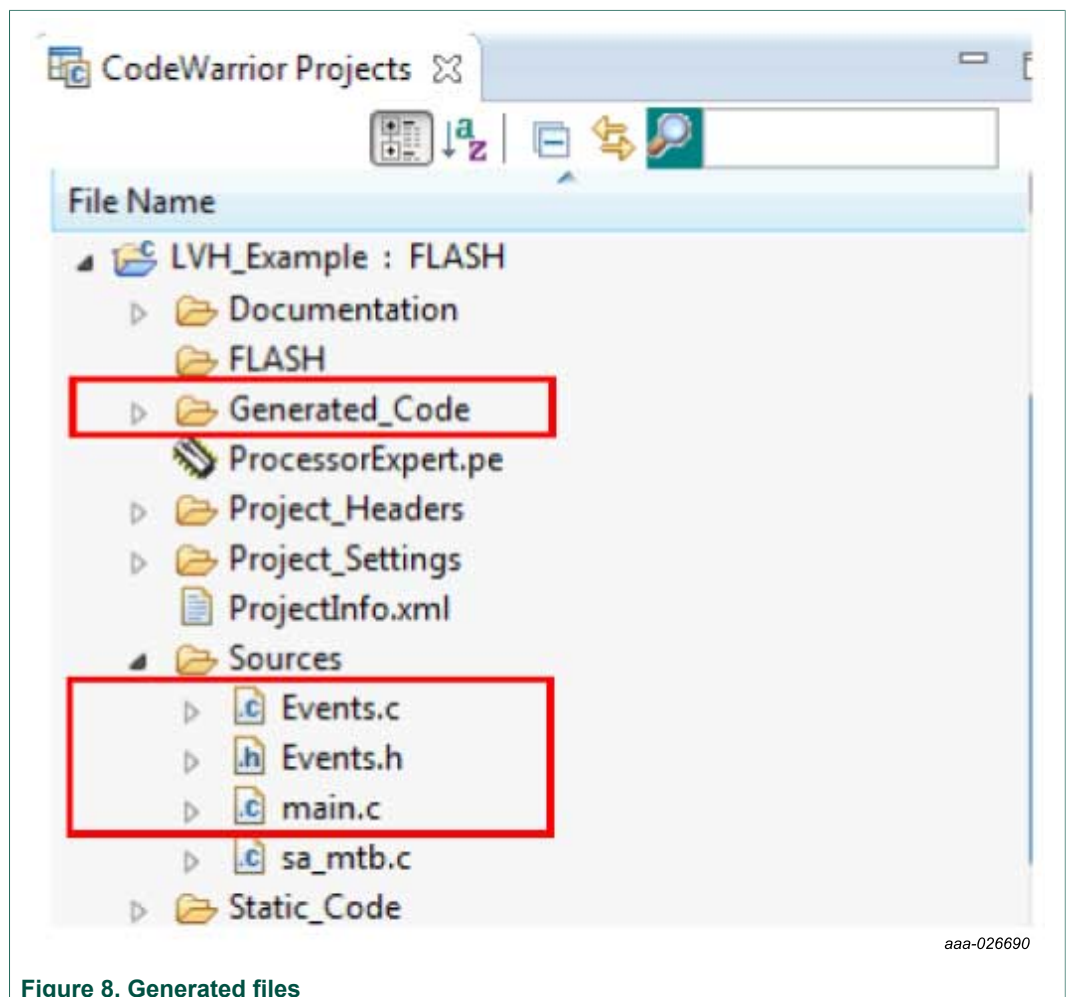 CodeWarrior Projects
File Name
LVH_Example : FLASH
Documentation
FLASH
Generated_Code
ProcessorExpert.pe
Project_Headers
Project_Settings
ProjectInfo.xml
Sources
.c Events.c
.h Events.h
.c main.c
.c sa_mtb.c
Static_Code
aaa-026690
Figure 8. Generated files